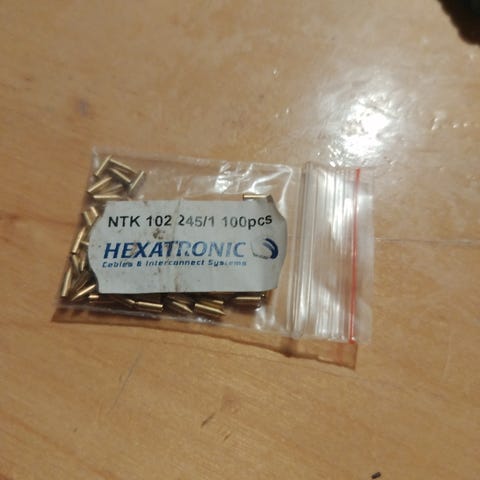 NTK 102 245/1 100pcs
HEXATRONIC
Cables & Interconnect Systems